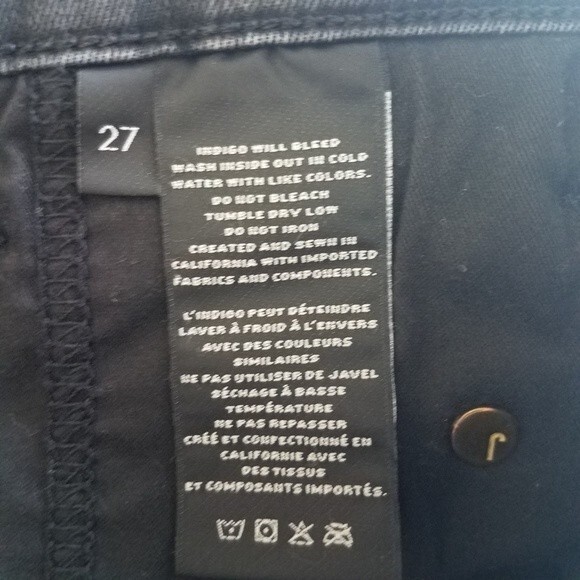 27
INDIGO WILL BLEED
WASH INSIDE OUT IN COLD
WATER WITH LIKE COLORS.
DO NOT BLEACH
TUMBLE DRY LOW
DO NOT IRON
CREATED AND SEWN IN
CALIFORNIA WITH IMPORTED
FABRICS AND COMPONENTS.
L'INDIGO PEUT DÉTEINDRE
LAVER À FROID À L'ENVERS
AVEC DES COULEURS
SIMILAIRES
NE PAS UTILISER DE JAVEL
SÉCHAGE À BASSE
TEMPÉRATURE
NE PAS REPASSER
CRÉÉ ET CONFECTIONNÉ EN
CALIFORNIE AVEC
DES TISSUS
ET COMPOSANTS IMPORTÉS.
J